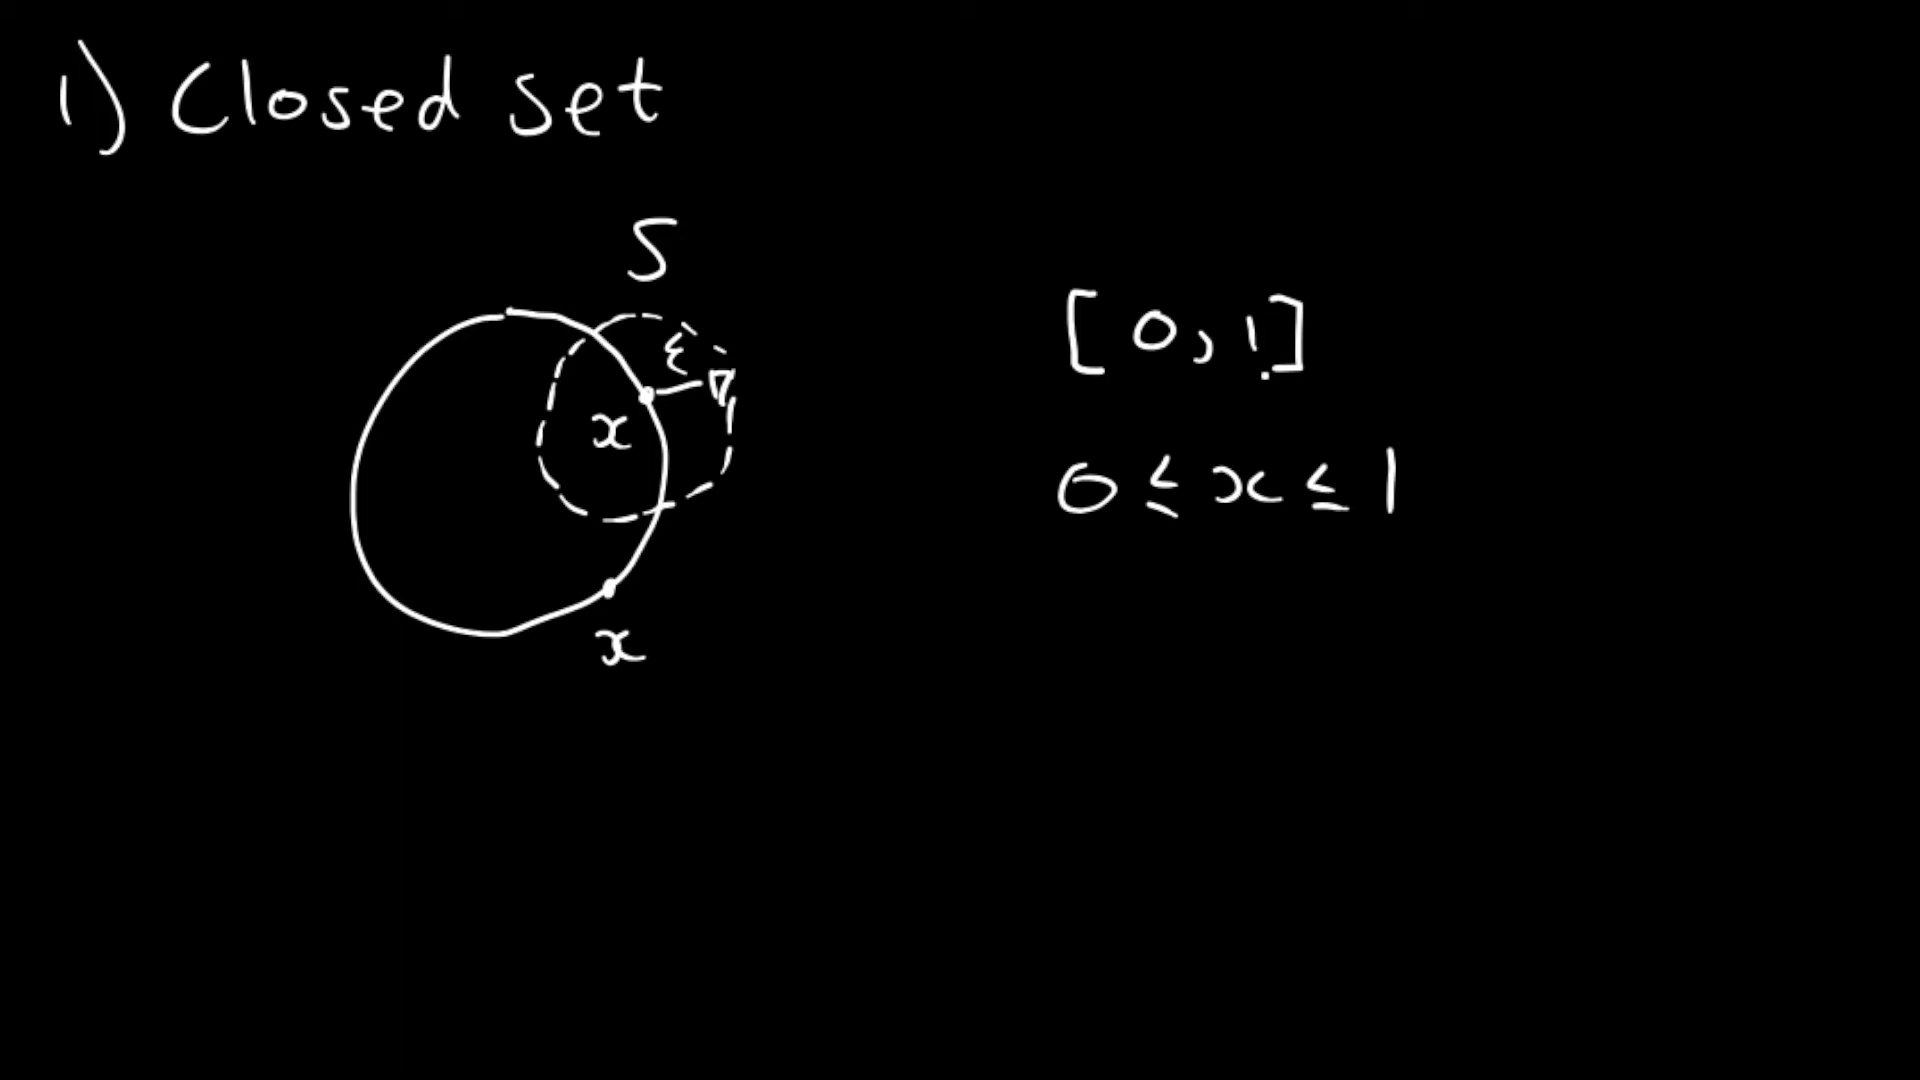 1) Closed set
S
[0,1]
ε
x
0 ≤ x ≤ 1
x